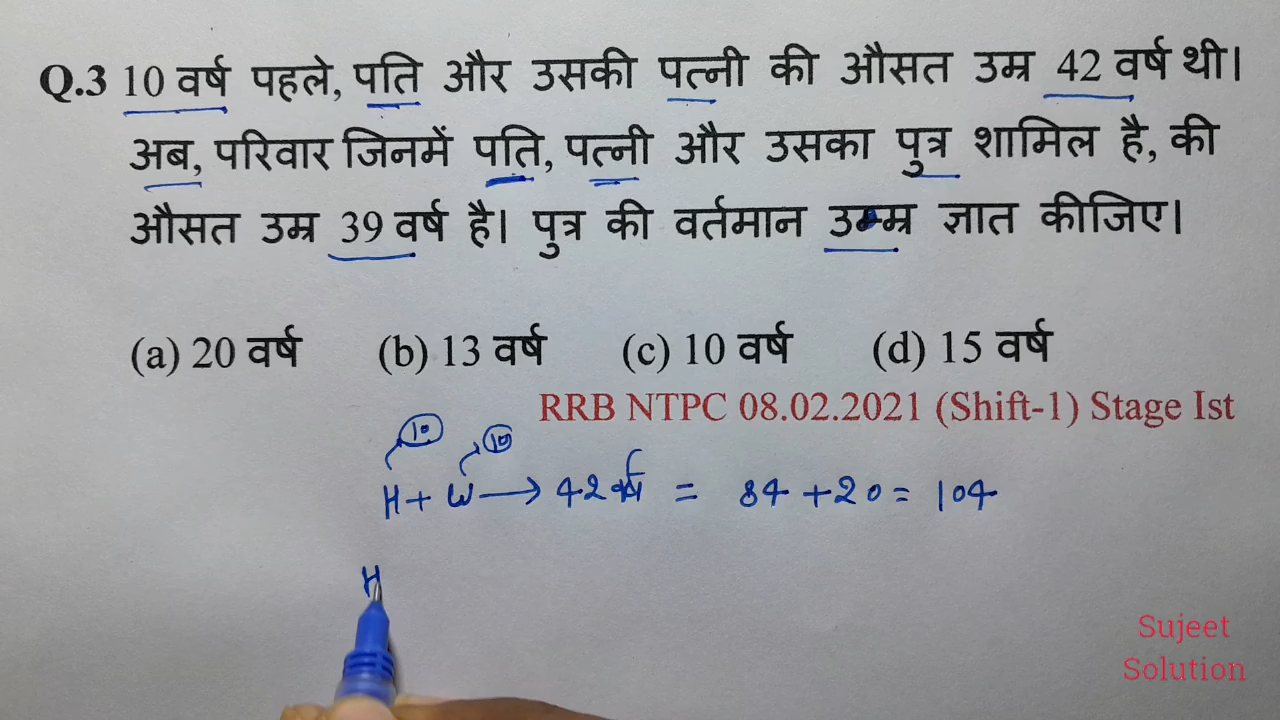 Q.3 10 वर्ष पहले, पति और उसकी पत्नी की औसत उम्र 42 वर्ष थी।
अब, परिवार जिनमें पति, पत्नी और उसका पुत्र शामिल है, की
औसत उम्र 39 वर्ष है। पुत्र की वर्तमान उम्र ज्ञात कीजिए।
(a) 20 वर्ष (b) 13 वर्ष (c) 10 वर्ष (d) 15 वर्ष
RRB NTPC 08.02.2021 (Shift-1) Stage Ist
10 10
H + W → 42 वर्ष = 84 + 20 = 104
H
Sujeet
Solution